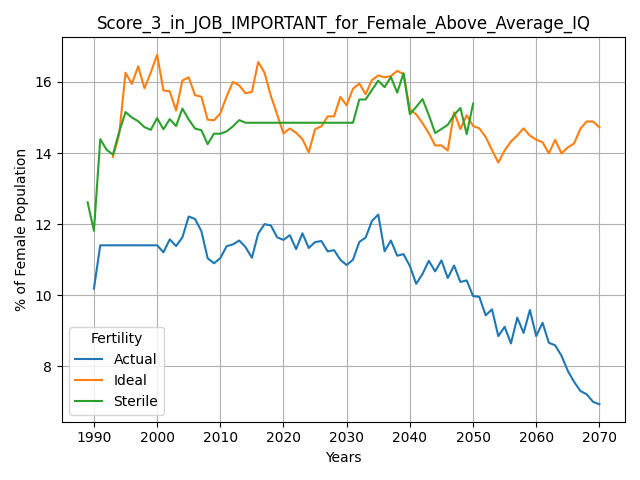 Score_3_in_JOB_IMPORTANT_for_Female_Above_Average_IQ
% of Female Population
16
14
12
10
8
Fertility
Actual
Ideal
Sterile
1990 2000 2010 2020 2030 2040 2050 2060 2070
Years